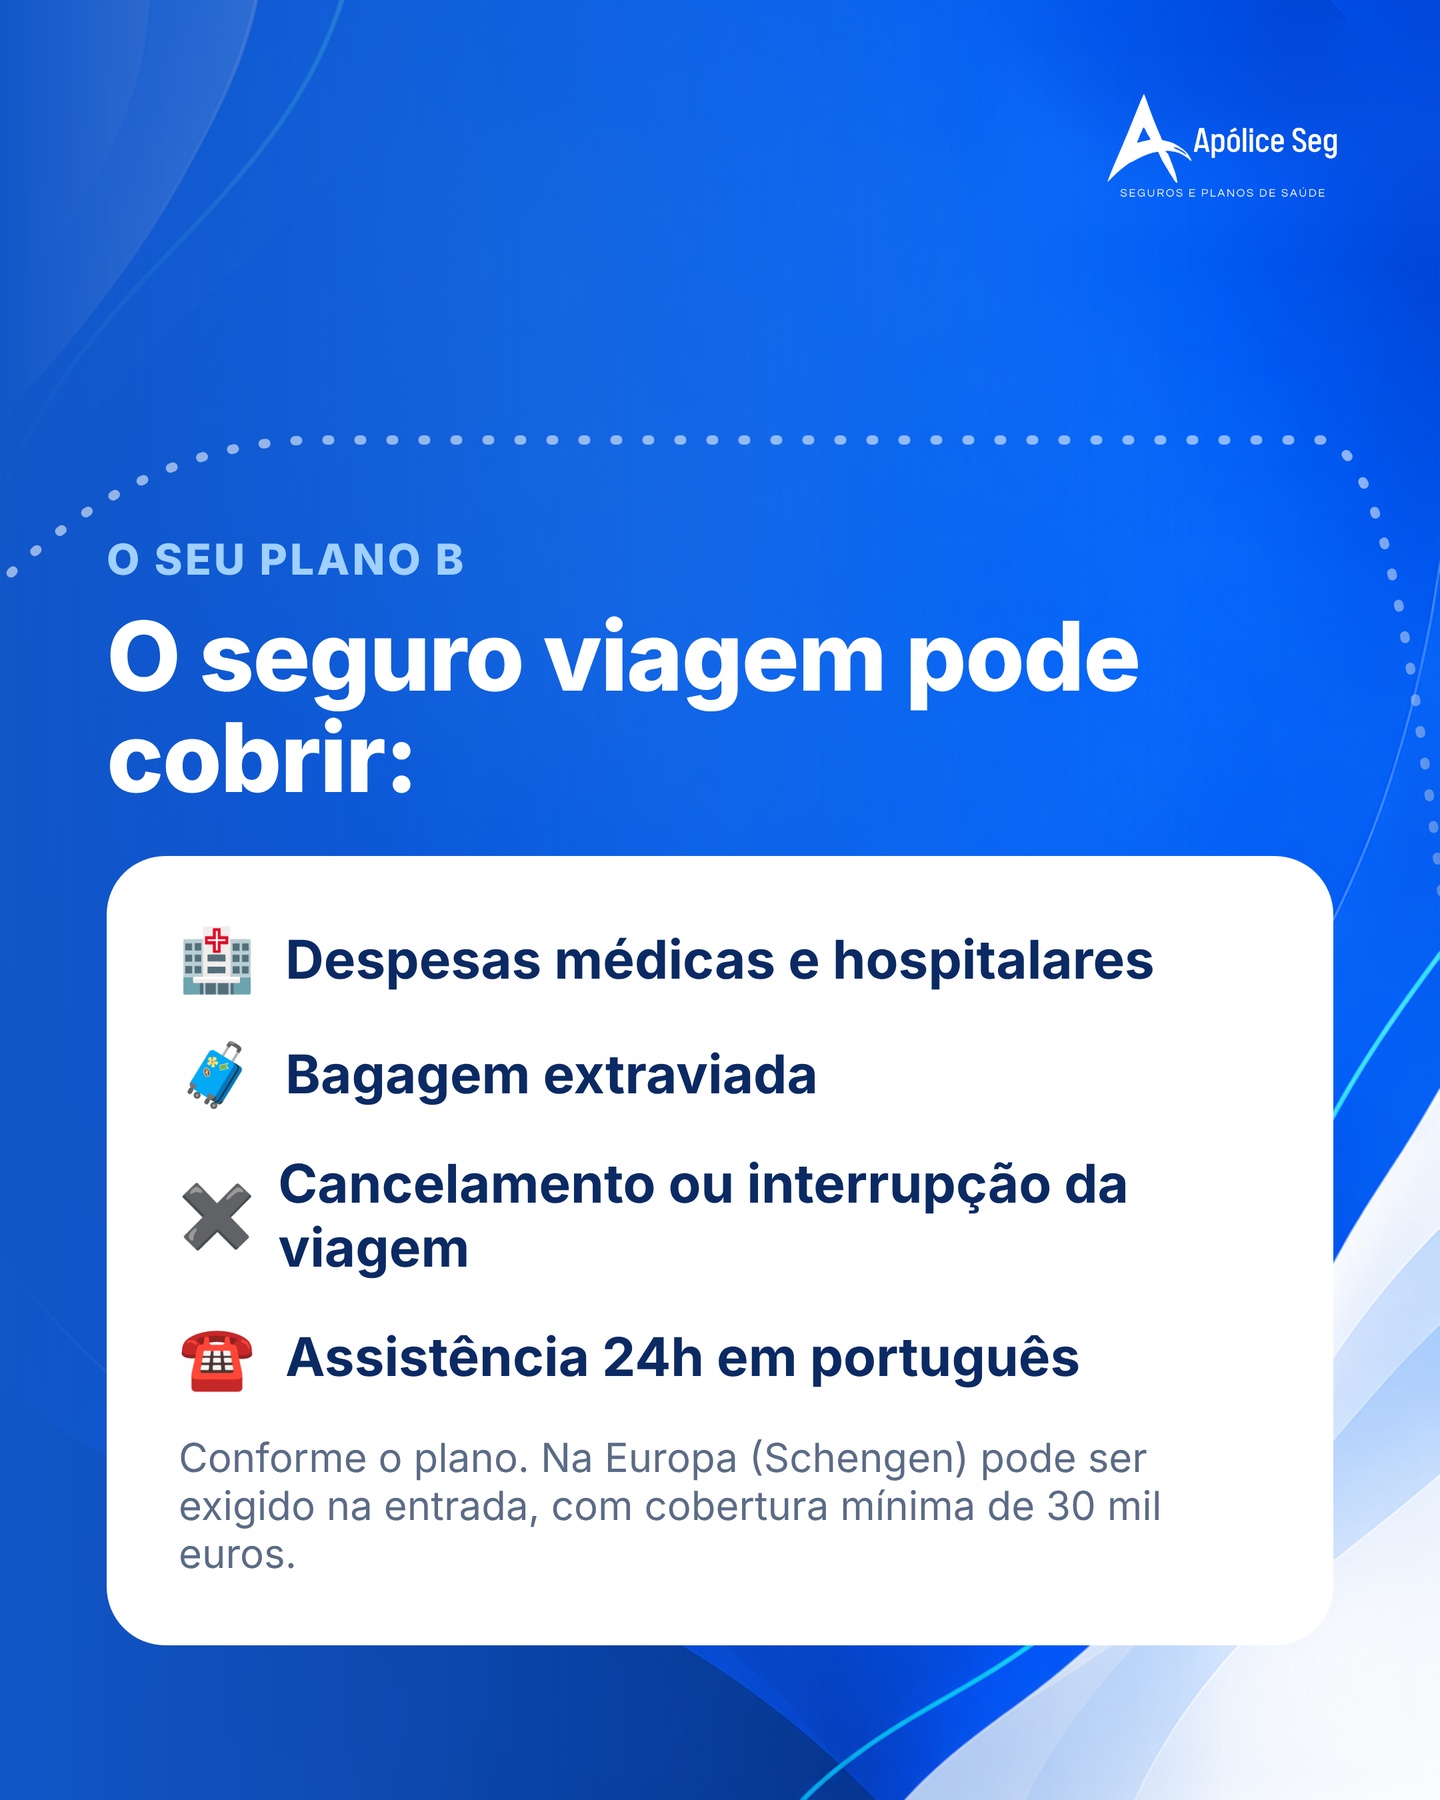 Apólice Seg
SEGUROS E PLANOS DE SAÚDE
O SEU PLANO B
O seguro viagem pode
cobrir:
Despesas médicas e hospitalares
Bagagem extraviada
Cancelamento ou interrupção da
viagem
Assistência 24h em português
Conforme o plano. Na Europa (Schengen) pode ser
exigido na entrada, com cobertura mínima de 30 mil
euros.